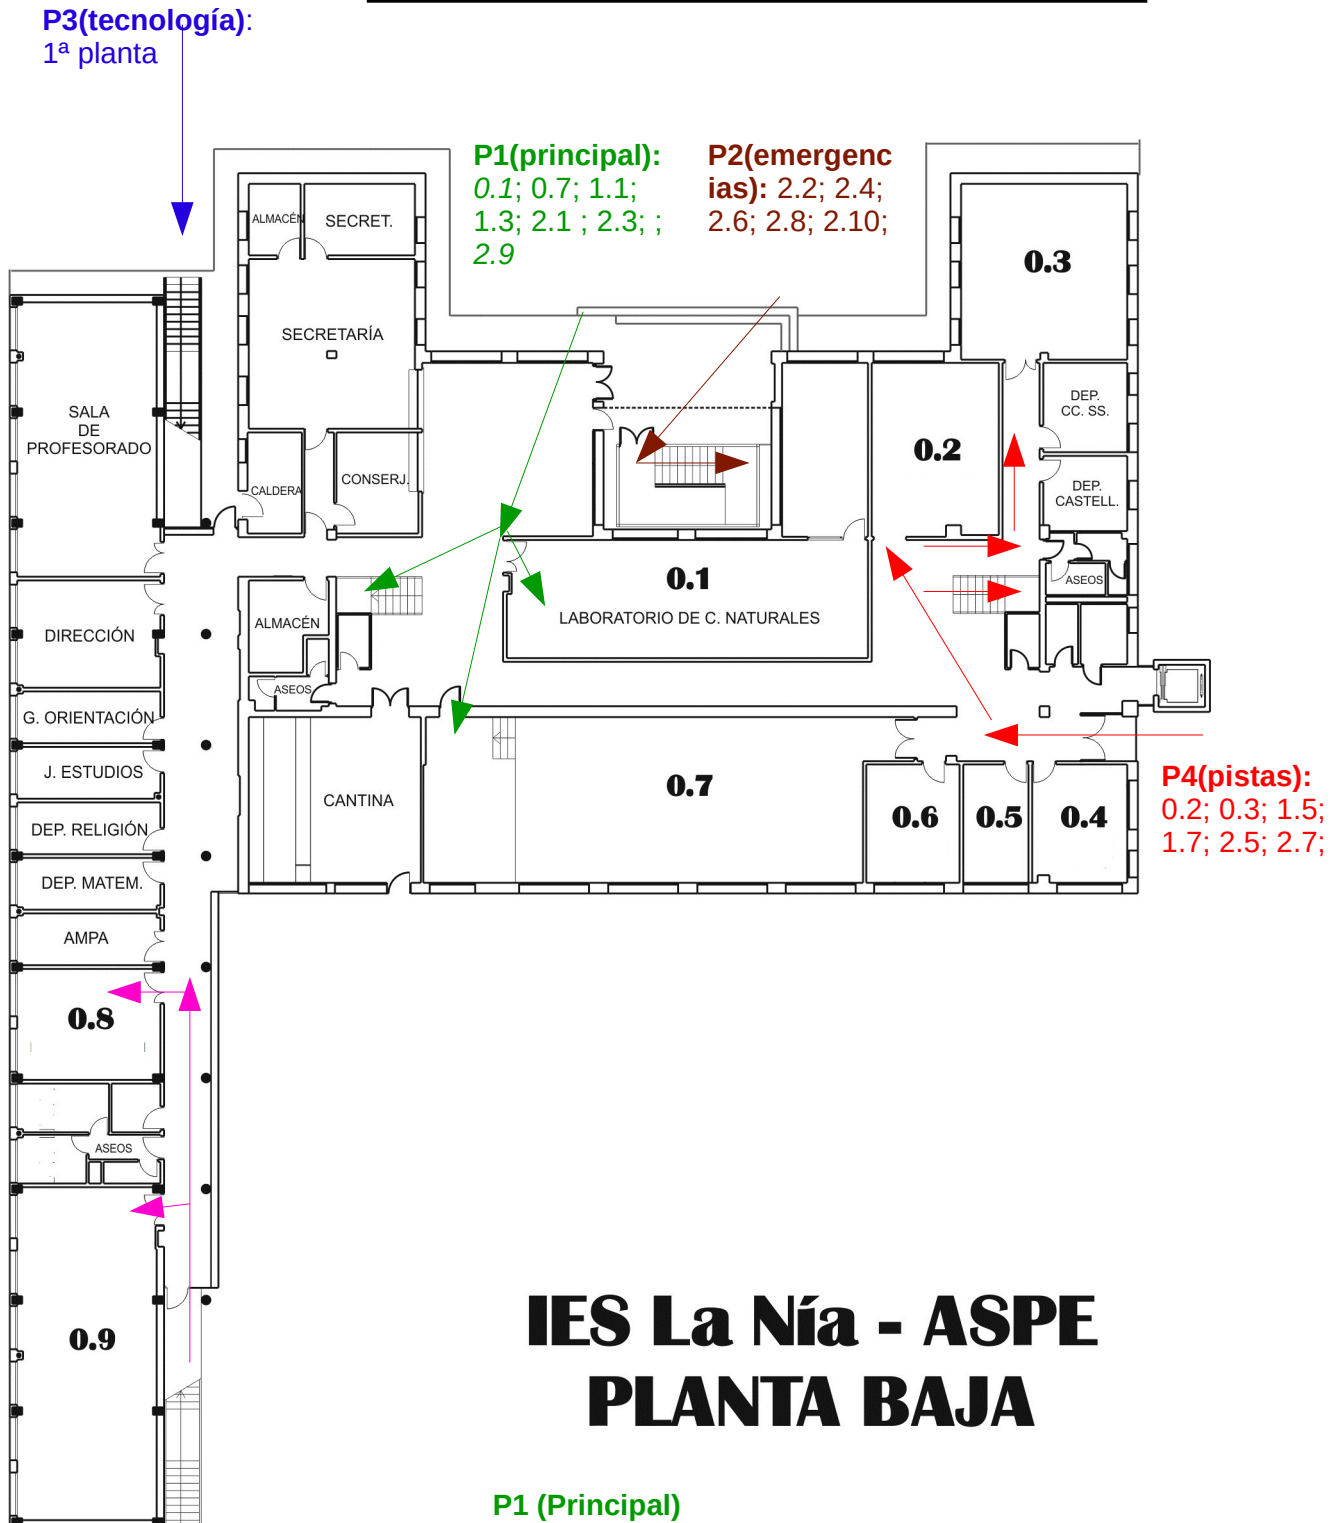 P3(tecnología):
1ª planta
P1(principal):
0.1; 0.7; 1.1;
1.3; 2.1 ; 2.3; ;
2.9
P2(emergenc
ias): 2.2; 2.4;
2.6; 2.8; 2.10;
ALMACÉN
SECRET.
0.3
SECRETARÍA
SALA
DE
PROFESORADO
DEP.
CC. SS.
0.2
CALDERA
CONSERJ.
DEP.
CASTELL.
0.1
LABORATORIO DE C. NATURALES
ASEOS
ALMACÉN
DIRECCIÓN
ASEOS
G. ORIENTACIÓN
J. ESTUDIOS
CANTINA
0.7
0.6
0.5
0.4
P4(pistas):
0.2; 0.3; 1.5;
1.7; 2.5; 2.7;
DEP. RELIGIÓN
DEP. MATEM.
AMPA
0.8
ASEOS
0.9
IES La Nía - ASPE
PLANTA BAJA
P1 (Principal)